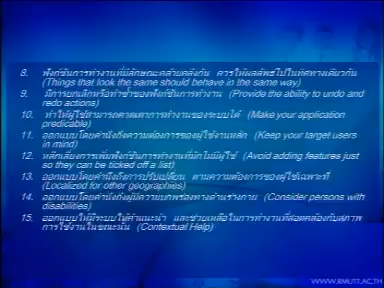 8. ฟังก์ชันการทำงานที่มีลักษณะคล้ายคลึงกัน ควรให้ผลลัพธ์ไปในทิศทางเดียวกัน
(Things that look the same should behave in the same way)
9. มีการยกเลิกหรือทำซ้ำของฟังก์ชันการทำงาน (Provide the ability to undo and
redo actions)
10. ทำให้ผู้ใช้สามารถคาดเดาการทำงานของระบบได้ (Make your application
predicable)
11. ออกแบบโดยคำนึงถึงความต้องการของผู้ใช้งานหลัก (Keep your target users
in mind)
12. หลีกเลี่ยงการเพิ่มฟังก์ชันการทำงานที่มักไม่มีผู้ใช้ (Avoid adding features just
so they can be ticked off a list)
13. ออกแบบโดยคำนึงถึงการปรับเปลี่ยน ตามความต้องการของผู้ใช้เฉพาะที่
(Localized for other geographies)
14. ออกแบบโดยคำนึงถึงผู้มีความบกพร่องทางด้านร่างกาย (Consider persons with
disabilities)
15. ออกแบบให้มีระบบให้คำแนะนำ และช่วยเหลือในการทำงานที่สอดคล้องกับสภาพ
การใช้งานในขณะนั้น (Contextual Help)
WWW.RMUTT.AC.TH